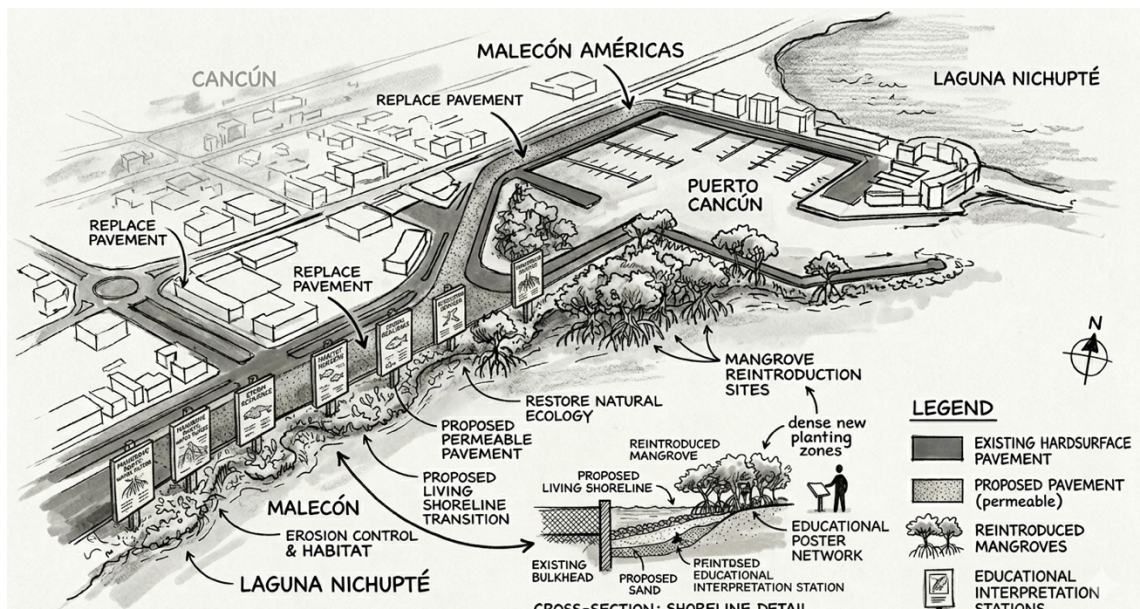 CANCÚN
MALECÓN AMÉRICAS
LAGUNA NICHUPTÉ
REPLACE PAVEMENT
PUERTO
CANCÚN
REPLACE
PAVEMENT
REPLACE
PAVEMENT
N
MANGROVE
REINTRODUCTION
SITES
RESTORE NATURAL
ECOLOGY
dense new
planting
zones
PROPOSED
PERMEABLE
PAVEMENT
PROPOSED
LIVING
SHORELINE
TRANSITION
MALECÓN
EROSION CONTROL
& HABITAT
LAGUNA NICHUPTÉ
REINTRODUCED
MANGROVE
PROPOSED
LIVING SHORELINE
EDUCATIONAL
POSTER
NETWORK
EXISTING
BULKHEAD
PROPOSED
SAND
PEINTDSED
EDUCATIONAL
INTERPRETATION STATION
CROSS-SECTION: SHORELINE DETAIL
LEGEND
EXISTING HARDSURFACE
PAVEMENT
PROPOSED PAVEMENT
(permeable)
REINTRODUCED
MANGROVES
EDUCATIONAL
INTERPRETATION
STATIONS